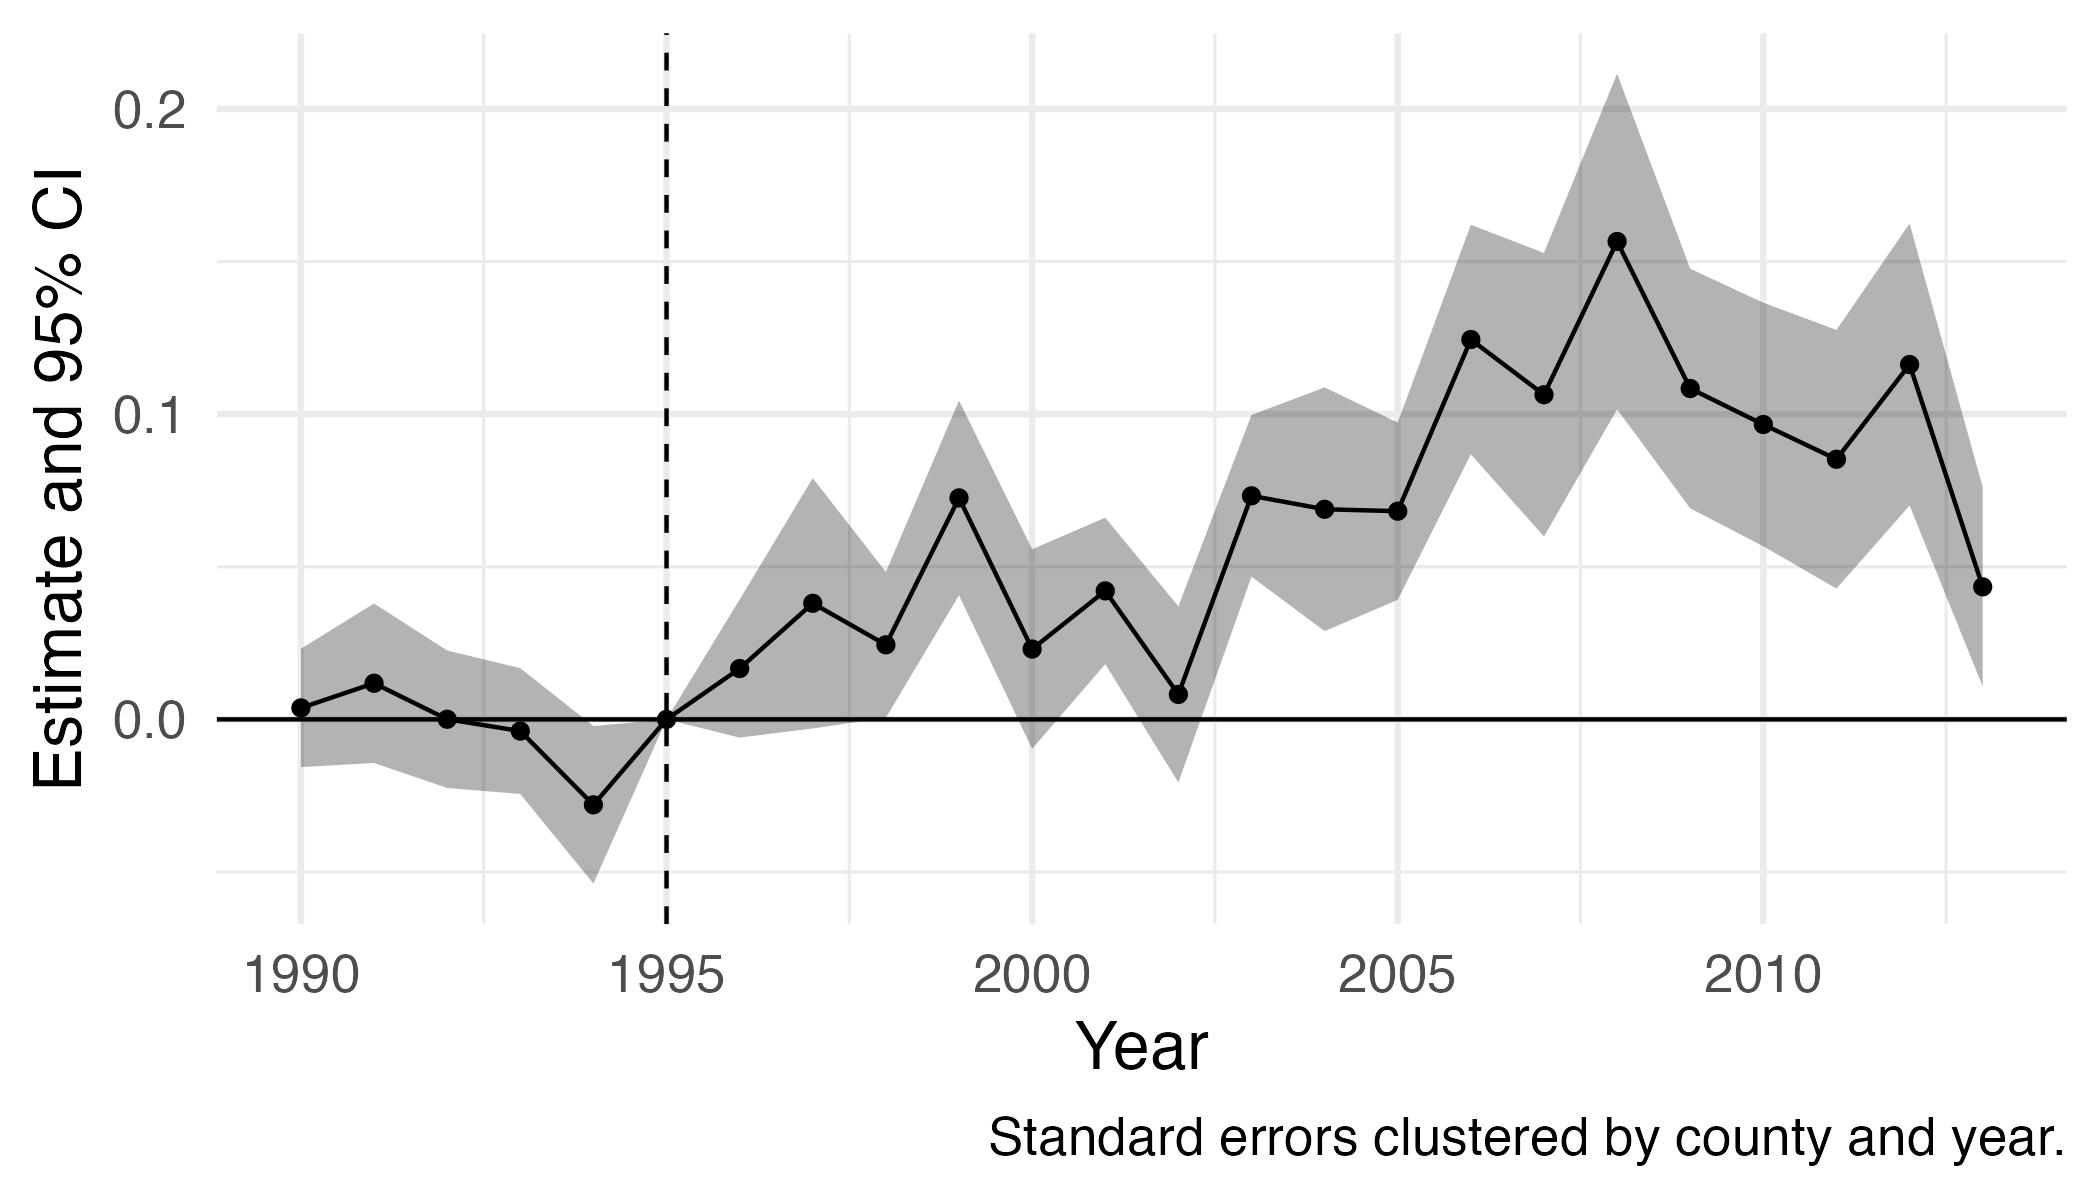 Estimate and 95% CI
0.2
0.1
0.0
1990 1995 2000 2005 2010
Year
Standard errors clustered by county and year.